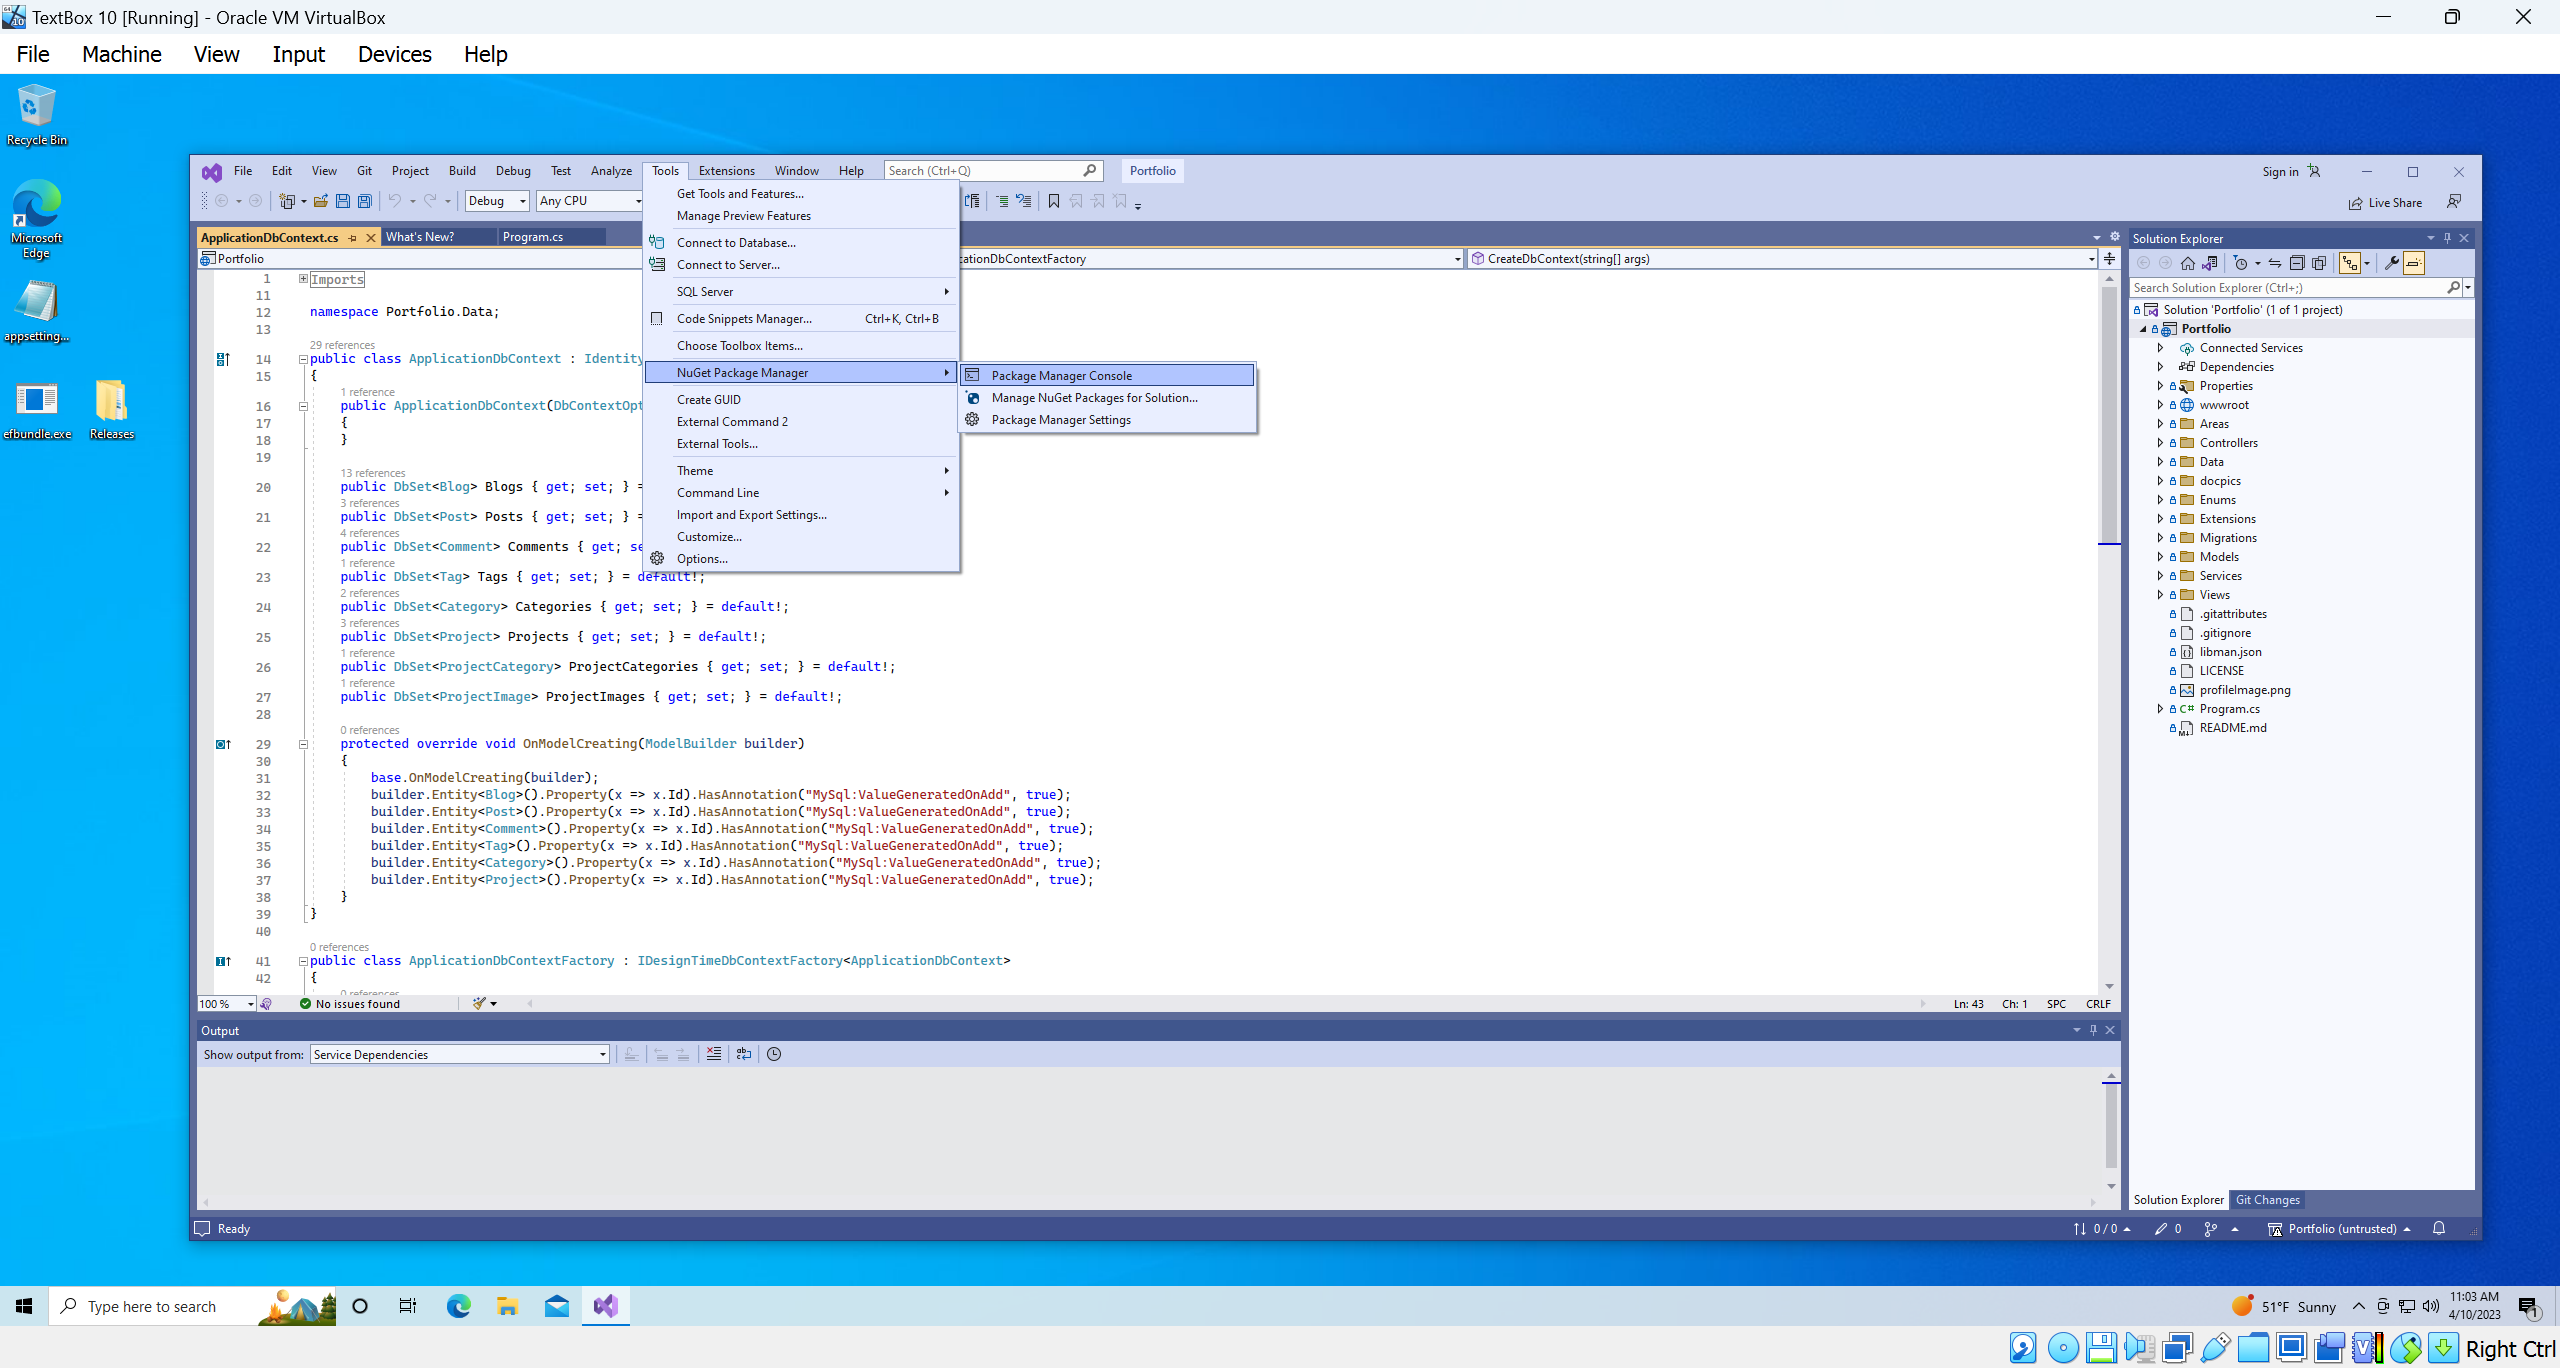 TextBox 10 [Running] - Oracle VM VirtualBox
File Machine View Input Devices Help
Recycle Bin
Microsoft Edge
appsetting...
efbundle.exe
Releases
File Edit View Git Project Build Debug Test Analyze Tools Extensions Window Help Search (Ctrl+Q) Portfolio Sign in
Debug Any CPU Live Share
ApplicationDbContext.cs What's New? Program.cs
Portfolio icationDbContextFactory CreateDbContext(string[] args)
Get Tools and Features...
Manage Preview Features
Connect to Database...
Connect to Server...
SQL Server
Code Snippets Manager... Ctrl+K, Ctrl+B
Choose Toolbox Items...
NuGet Package Manager
Create GUID
External Command 2
External Tools...
Theme
Command Line
Import and Export Settings...
Customize...
Options...
Package Manager Console
Manage NuGet Packages for Solution...
Package Manager Settings
1 Imports
11
12 namespace Portfolio.Data;
13
29 references
14 public class ApplicationDbContext : Identity
15 {
1 reference
16 public ApplicationDbContext(DbContextOpt
17 {
18 }
19
13 references
20 public DbSet<Blog> Blogs { get; set; } =
3 references
21 public DbSet<Post> Posts { get; set; } =
4 references
22 public DbSet<Comment> Comments { get; se
1 reference
23 public DbSet<Tag> Tags { get; set; } = default!;
2 references
24 public DbSet<Category> Categories { get; set; } = default!;
3 references
25 public DbSet<Project> Projects { get; set; } = default!;
1 reference
26 public DbSet<ProjectCategory> ProjectCategories { get; set; } = default!;
1 reference
27 public DbSet<ProjectImage> ProjectImages { get; set; } = default!;
28
0 references
29 protected override void OnModelCreating(ModelBuilder builder)
30 {
31 base.OnModelCreating(builder);
32 builder.Entity<Blog>().Property(x => x.Id).HasAnnotation("MySql:ValueGeneratedOnAdd", true);
33 builder.Entity<Post>().Property(x => x.Id).HasAnnotation("MySql:ValueGeneratedOnAdd", true);
34 builder.Entity<Comment>().Property(x => x.Id).HasAnnotation("MySql:ValueGeneratedOnAdd", true);
35 builder.Entity<Tag>().Property(x => x.Id).HasAnnotation("MySql:ValueGeneratedOnAdd", true);
36 builder.Entity<Category>().Property(x => x.Id).HasAnnotation("MySql:ValueGeneratedOnAdd", true);
37 builder.Entity<Project>().Property(x => x.Id).HasAnnotation("MySql:ValueGeneratedOnAdd", true);
38 }
39 }
40
0 references
41 public class ApplicationDbContextFactory : IDesignTimeDbContextFactory<ApplicationDbContext>
42 {
0 references
100 % No issues found Ln: 43 Ch: 1 SPC CRLF
Output
Show output from: Service Dependencies
Solution Explorer
Search Solution Explorer (Ctrl+;)
Solution 'Portfolio' (1 of 1 project)
Portfolio
Connected Services
Dependencies
Properties
wwwroot
Areas
Controllers
Data
docpics
Enums
Extensions
Migrations
Models
Services
Views
.gitattributes
.gitignore
libman.json
LICENSE
profileImage.png
C# Program.cs
README.md
Solution Explorer Git Changes
Ready 0 / 0 0 Portfolio (untrusted)
Type here to search 51°F Sunny 11:03 AM
4/10/2023 1
Right Ctrl